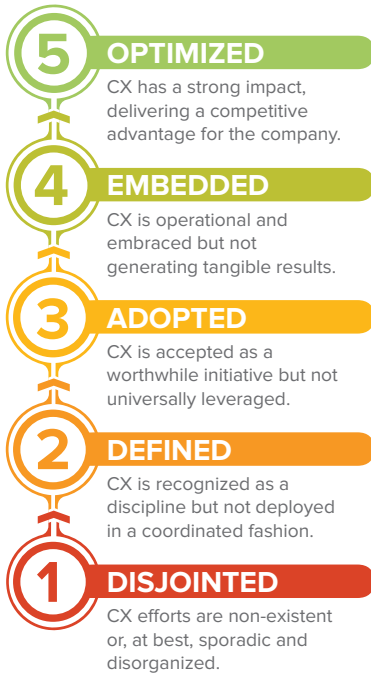 5
OPTIMIZED
CX has a strong impact,
delivering a competitive
advantage for the company.
4
EMBEDDED
CX is operational and
embraced but not
generating tangible results.
3
ADOPTED
CX is accepted as a
worthwhile initiative but not
universally leveraged.
2
DEFINED
CX is recognized as a
discipline but not deployed
in a coordinated fashion.
1
DISJOINTED
CX efforts are non-existent
or, at best, sporadic and
disorganized.